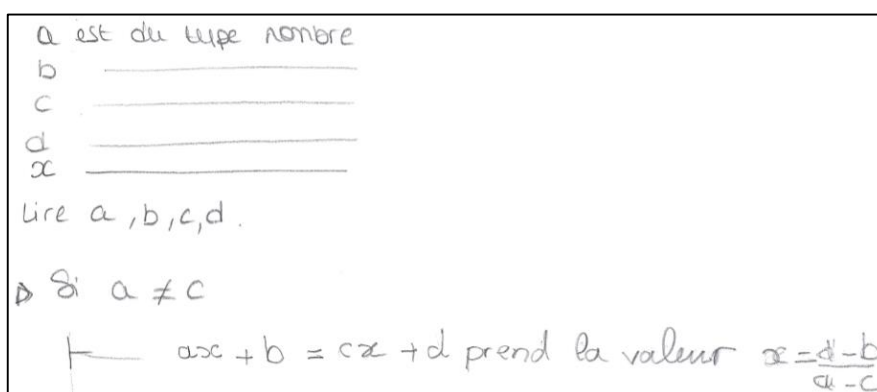 a est du type nombre
b
c
d
x
Lire a, b, c, d.
Si a ≠ c
ax + b = cx + d prend la valeur x = d - b / a - c